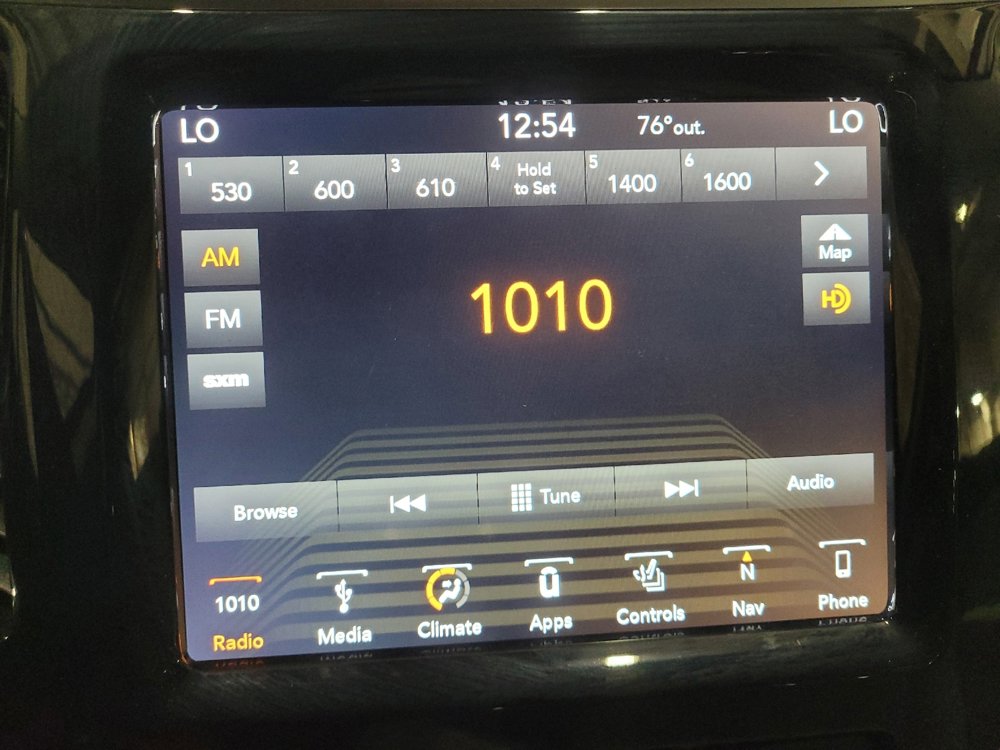 LO 12:54 76° out. LO
1 530 2 600 3 610 4 Hold to Set 5 1400 6 1600
AM
FM
sxm
1010
Map
HD
Browse Tune Audio
1010 N
Radio Media Climate Apps Controls Nav Phone